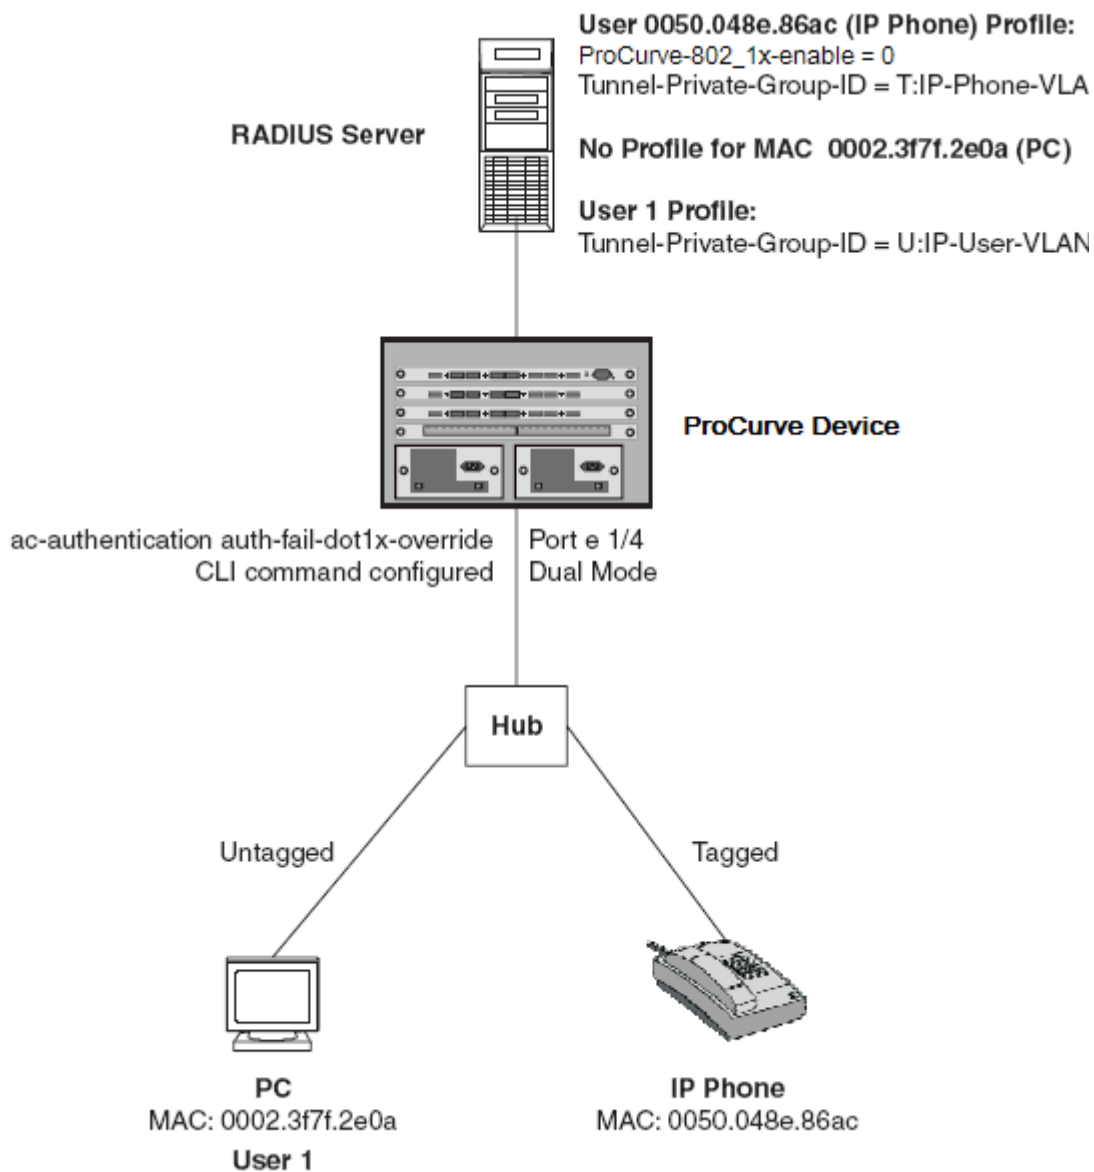 User 0050.048e.86ac (IP Phone) Profile:
ProCurve-802_1x-enable = 0
Tunnel-Private-Group-ID = T:IP-Phone-VLA
RADIUS Server
No Profile for MAC 0002.3f7f.2e0a (PC)
User 1 Profile:
Tunnel-Private-Group-ID = U:IP-User-VLAN
ProCurve Device
ac-authentication auth-fail-dot1x-override
CLI command configured
Port e 1/4
Dual Mode
Hub
Untagged
Tagged
PC
MAC: 0002.3f7f.2e0a
User 1
IP Phone
MAC: 0050.048e.86ac